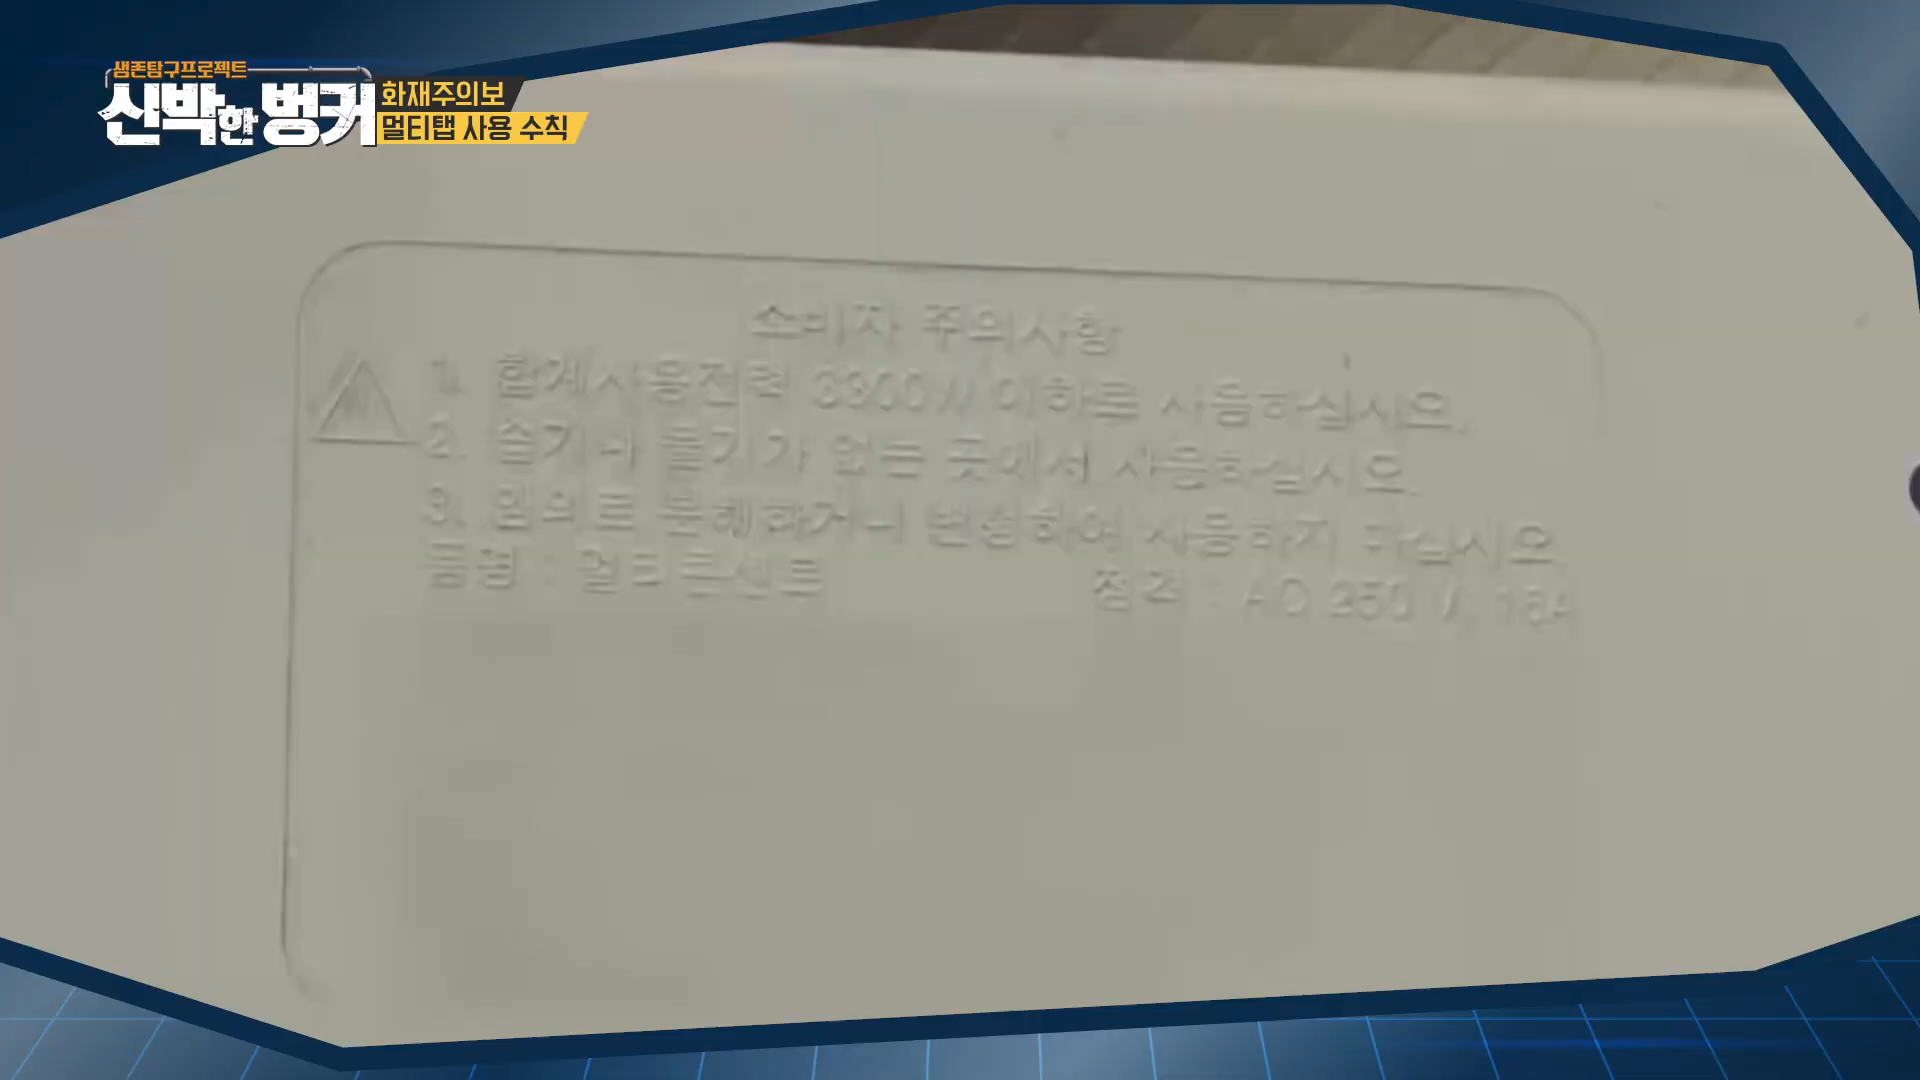 생존탐구프로젝트
신박한 벙커
화재주의보
멀티탭 사용 수칙
소비자 주의사항
1. 합계사용전력 3300W 이하로 사용하십시오.
2. 습기나 물기가 없는 곳에서 사용하십시오.
3. 임의로 분해하거나 변형하여 사용하지 마십시오.
품명 : 멀티콘센트 정격 : AC 250 V, 16A